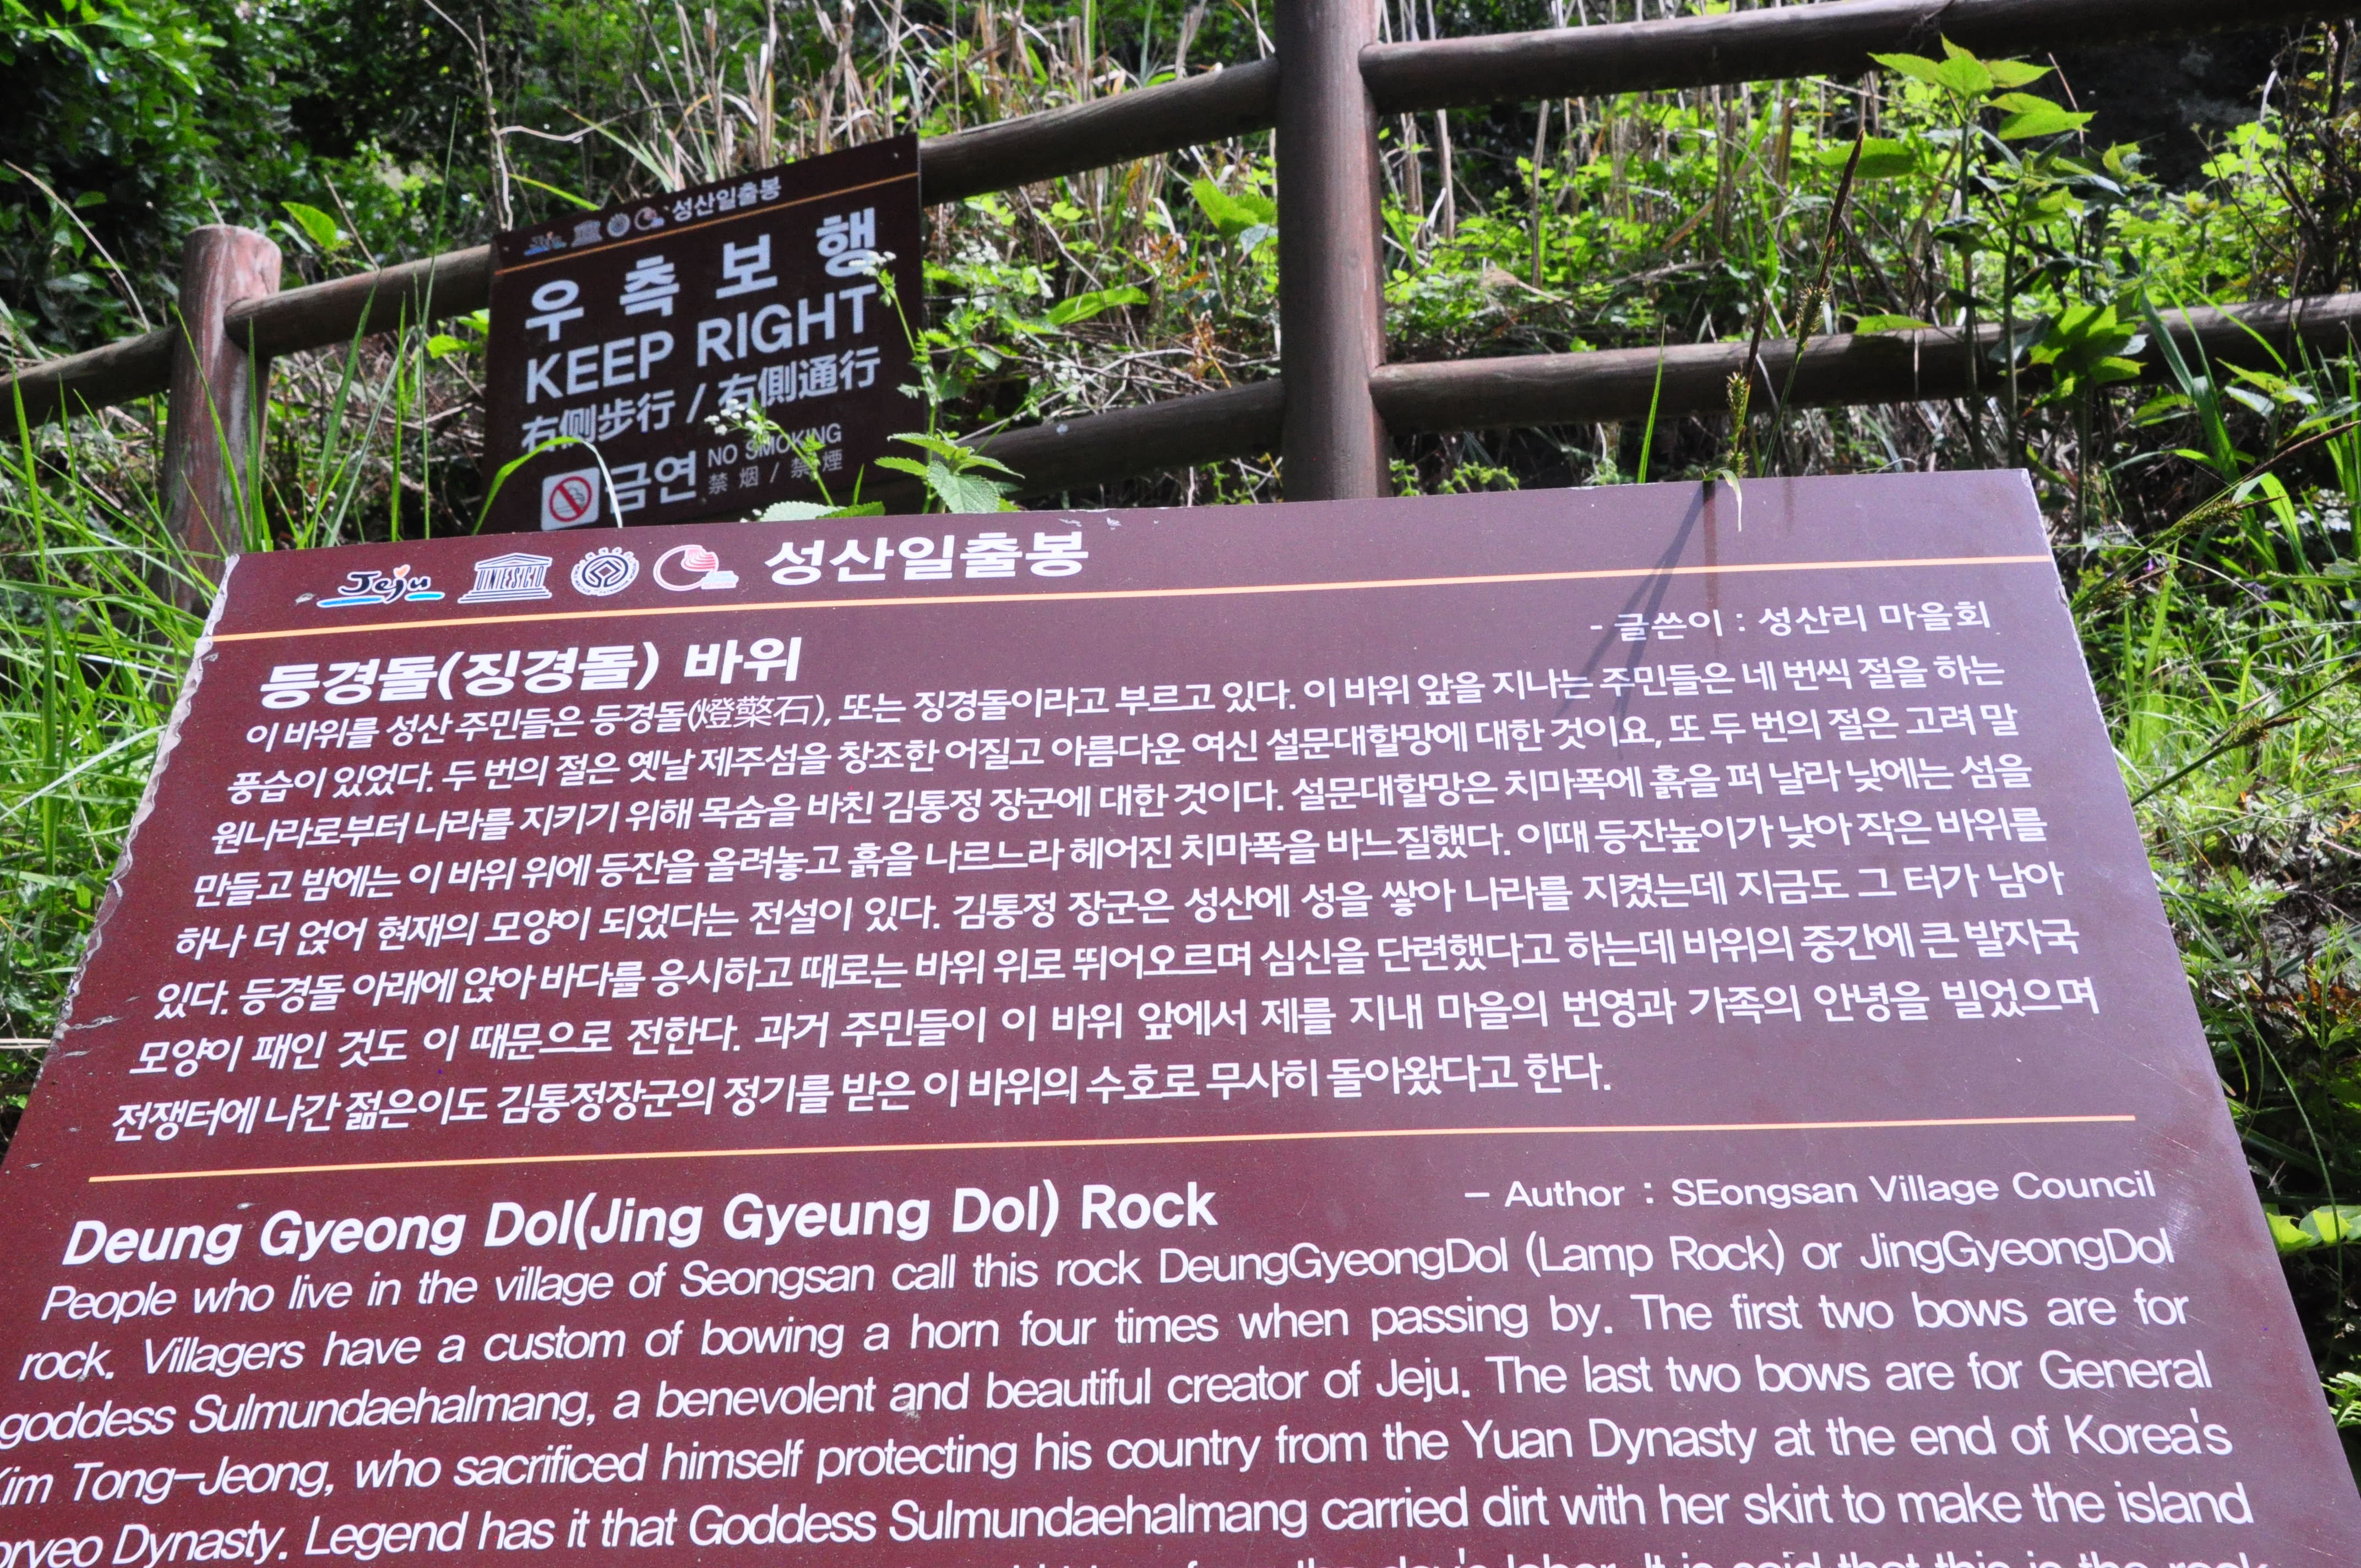 성산일출봉
우측보행
KEEP RIGHT
右侧步行 / 右側通行
금연 NO SMOKING
禁烟 / 禁煙
Jeju UNESCO 성산일출봉
- 글쓴이 : 성산리 마을회
등경돌(징경돌) 바위
이 바위를 성산 주민들은 등경돌(燈檠石), 또는 징경돌이라고 부르고 있다. 이 바위 앞을 지나는 주민들은 네 번씩 절을 하는
풍습이 있었다. 두 번의 절은 옛날 제주섬을 창조한 어질고 아름다운 여신 설문대할망에 대한 것이요, 또 두 번의 절은 고려 말
원나라로부터 나라를 지키기 위해 목숨을 바친 김통정 장군에 대한 것이다. 설문대할망은 치마폭에 흙을 퍼 날라 낮에는 섬을
만들고 밤에는 이 바위 위에 등잔을 올려놓고 흙을 나르느라 헤어진 치마폭을 바느질했다. 이때 등잔높이가 낮아 작은 바위를
하나 더 얹어 현재의 모양이 되었다는 전설이 있다. 김통정 장군은 성산에 성을 쌓아 나라를 지켰는데 지금도 그 터가 남아
있다. 등경돌 아래에 앉아 바다를 응시하고 때로는 바위 위로 뛰어오르며 심신을 단련했다고 하는데 바위의 중간에 큰 발자국
모양이 패인 것도 이 때문으로 전한다. 과거 주민들이 이 바위 앞에서 제를 지내 마을의 번영과 가족의 안녕을 빌었으며
전쟁터에 나간 젊은이도 김통정장군의 정기를 받은 이 바위의 수호로 무사히 돌아왔다고 한다.
Deung Gyeong Dol(Jing Gyeung Dol) Rock
- Author : SEongsan Village Council
People who live in the village of Seongsan call this rock DeungGyeongDol (Lamp Rock) or JingGyeongDol
rock. Villagers have a custom of bowing a horn four times when passing by. The first two bows are for
goddess Sulmundaehalmang, a benevolent and beautiful creator of Jeju. The last two bows are for General
Kim Tong-Jeong, who sacrificed himself protecting his country from the Yuan Dynasty at the end of Korea's
oryeo Dynasty. Legend has it that Goddess Sulmundaehalmang carried dirt with her skirt to make the island
day's labor. It is said that this is the